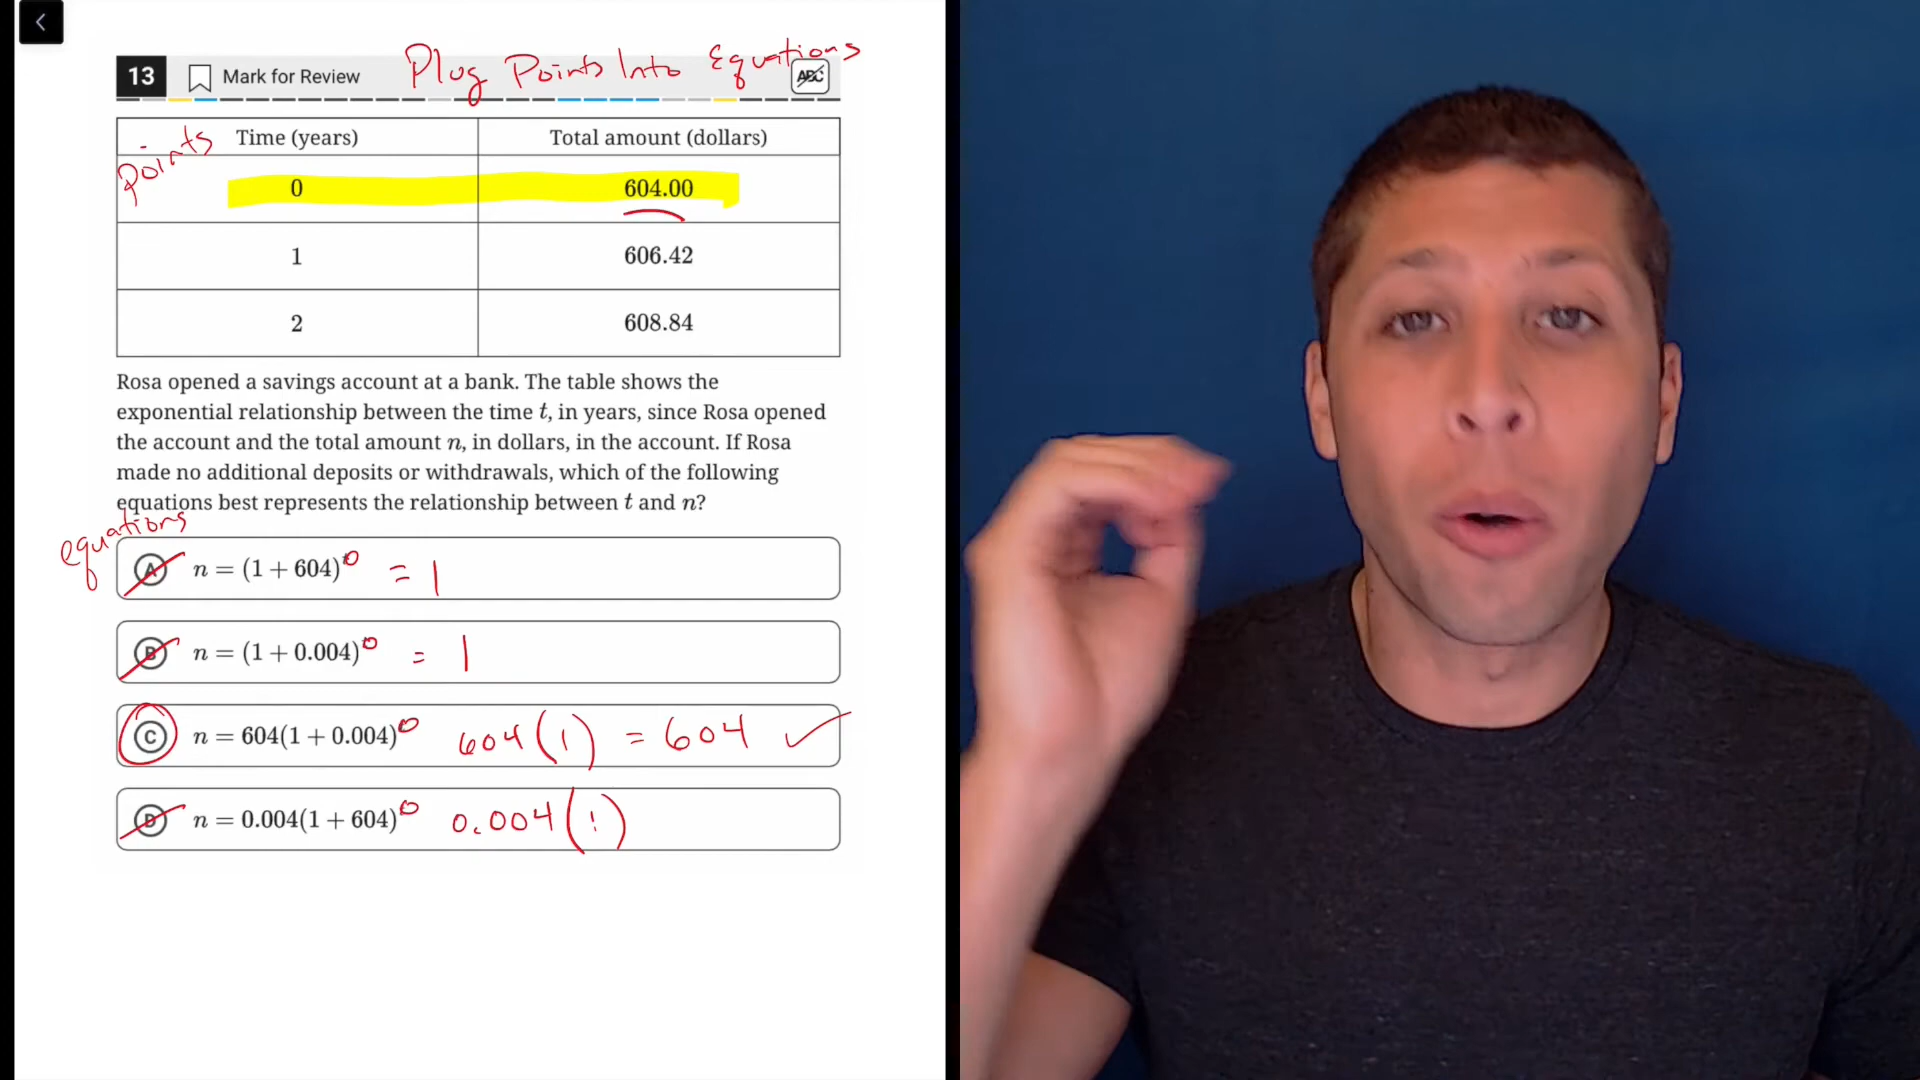 13 Mark for Review Plug Points Into Equations ABC
points
Time (years) Total amount (dollars)
0 604.00
1 606.42
2 608.84
Rosa opened a savings account at a bank. The table shows the
exponential relationship between the time t, in years, since Rosa opened
the account and the total amount n, in dollars, in the account. If Rosa
made no additional deposits or withdrawals, which of the following
equations best represents the relationship between t and n?
equations
A n = (1 + 604)^0 = 1
B n = (1 + 0.004)^0 = 1
C n = 604(1 + 0.004)^0 604(1) = 604 ✓
D n = 0.004(1 + 604)^0 0.004(1)